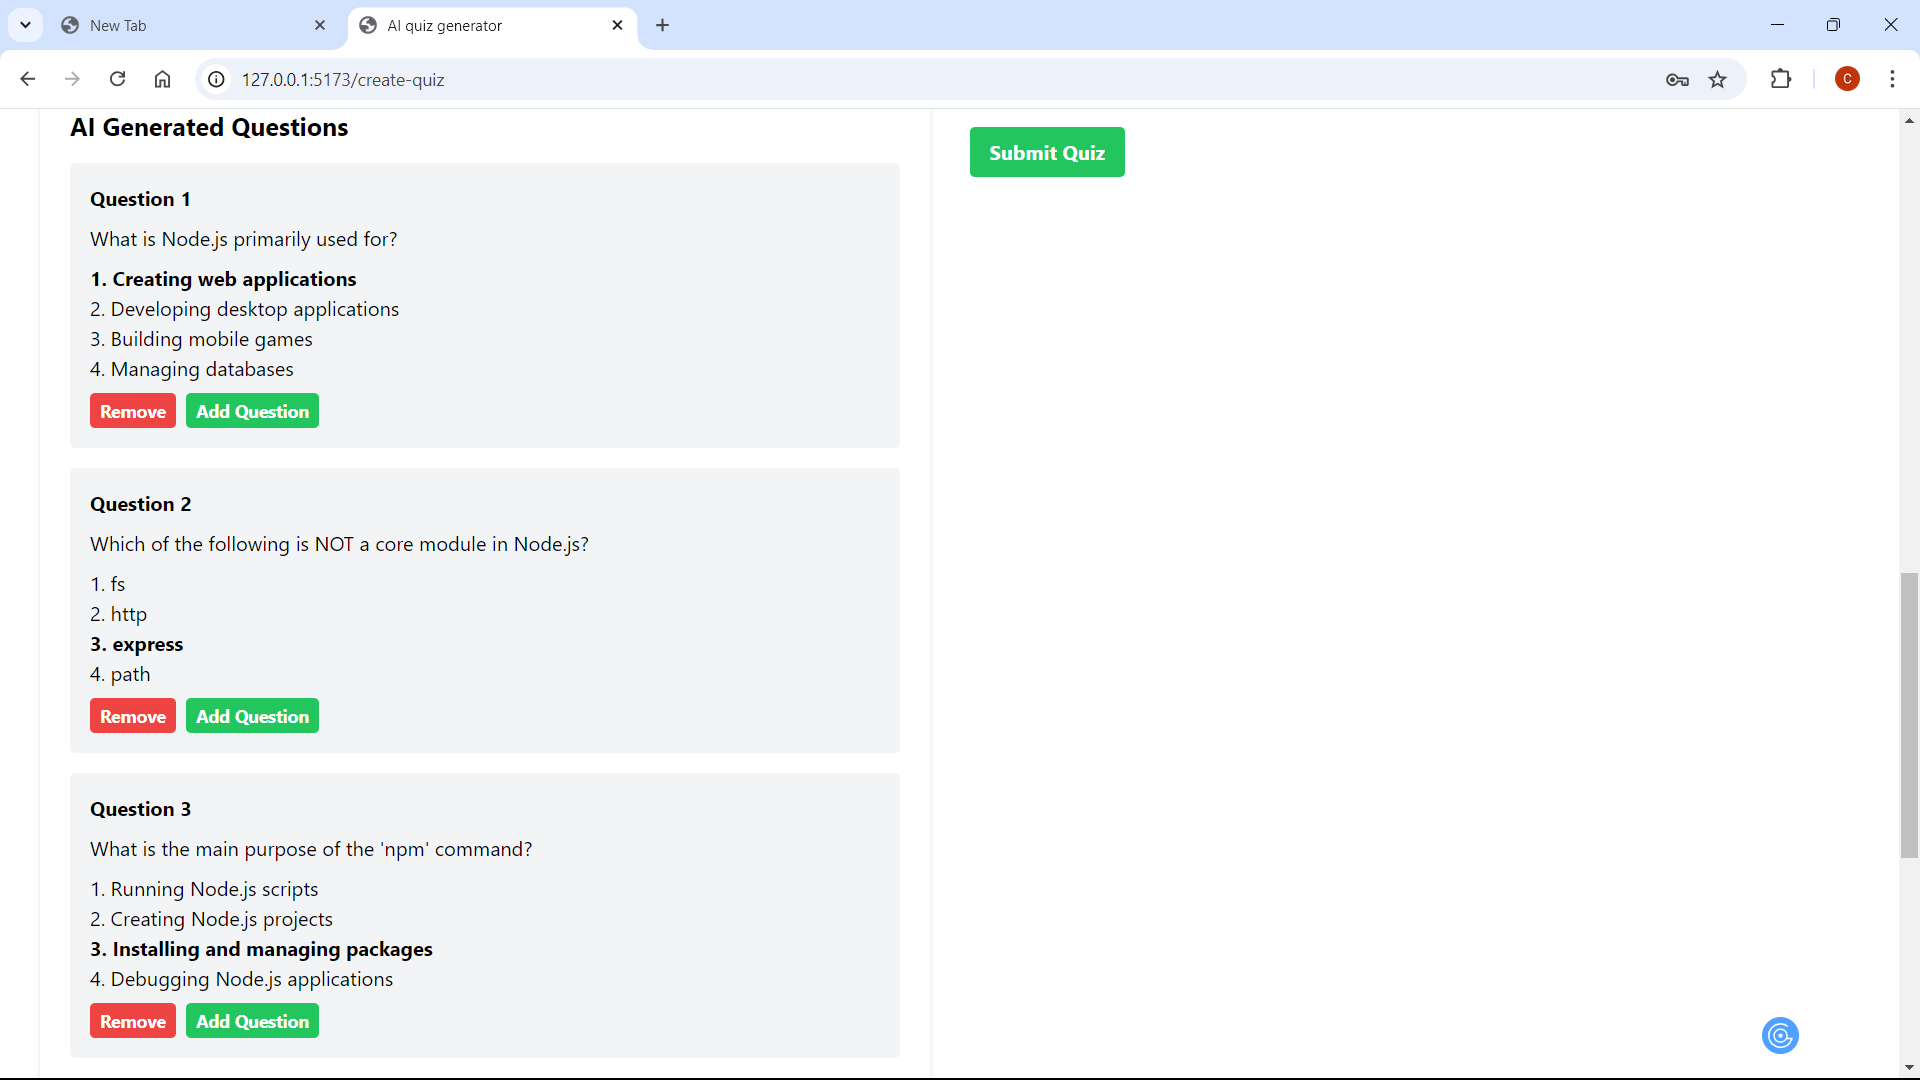 New Tab
AI quiz generator
127.0.0.1:5173/create-quiz
C
AI Generated Questions
Submit Quiz
Question 1
What is Node.js primarily used for?
1. Creating web applications
2. Developing desktop applications
3. Building mobile games
4. Managing databases
Remove Add Question
Question 2
Which of the following is NOT a core module in Node.js?
1. fs
2. http
3. express
4. path
Remove Add Question
Question 3
What is the main purpose of the 'npm' command?
1. Running Node.js scripts
2. Creating Node.js projects
3. Installing and managing packages
4. Debugging Node.js applications
Remove Add Question